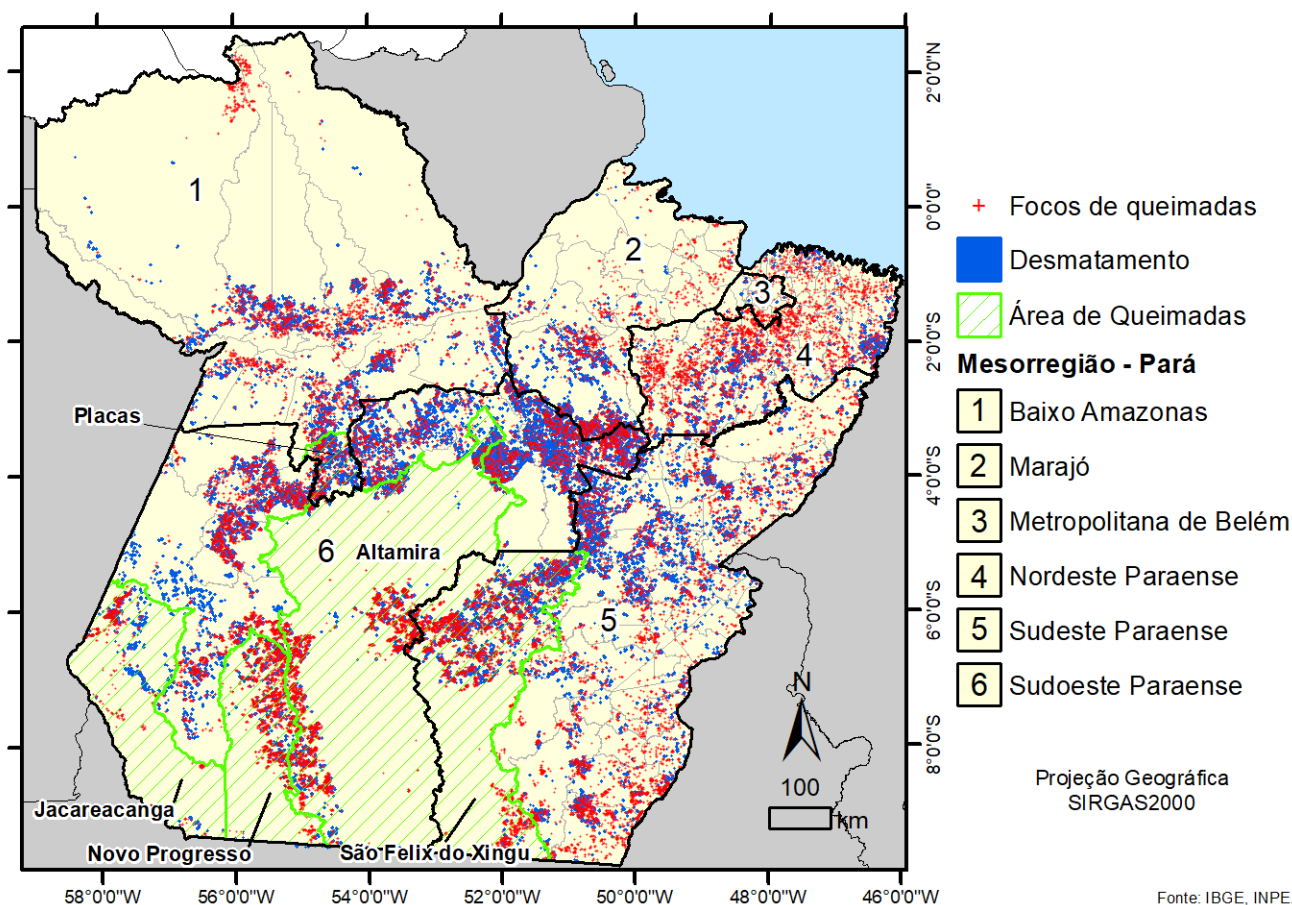 1
2
3
4
5
6
Placas
Altamira
Jacareacanga
Novo Progresso
São Felix do Xingu
N
100
km
58°0'0"W
56°0'0"W
54°0'0"W
52°0'0"W
50°0'0"W
48°0'0"W
46°0'0"W
2°0'0"N
0°0'0"
2°0'0"S
4°0'0"S
6°0'0"S
8°0'0"S
Focos de queimadas
Desmatamento
Área de Queimadas
Mesorregião - Pará
1 Baixo Amazonas
2 Marajó
3 Metropolitana de Belém
4 Nordeste Paraense
5 Sudeste Paraense
6 Sudoeste Paraense
Projeção Geográfica
SIRGAS2000
Fonte: IBGE, INPE.